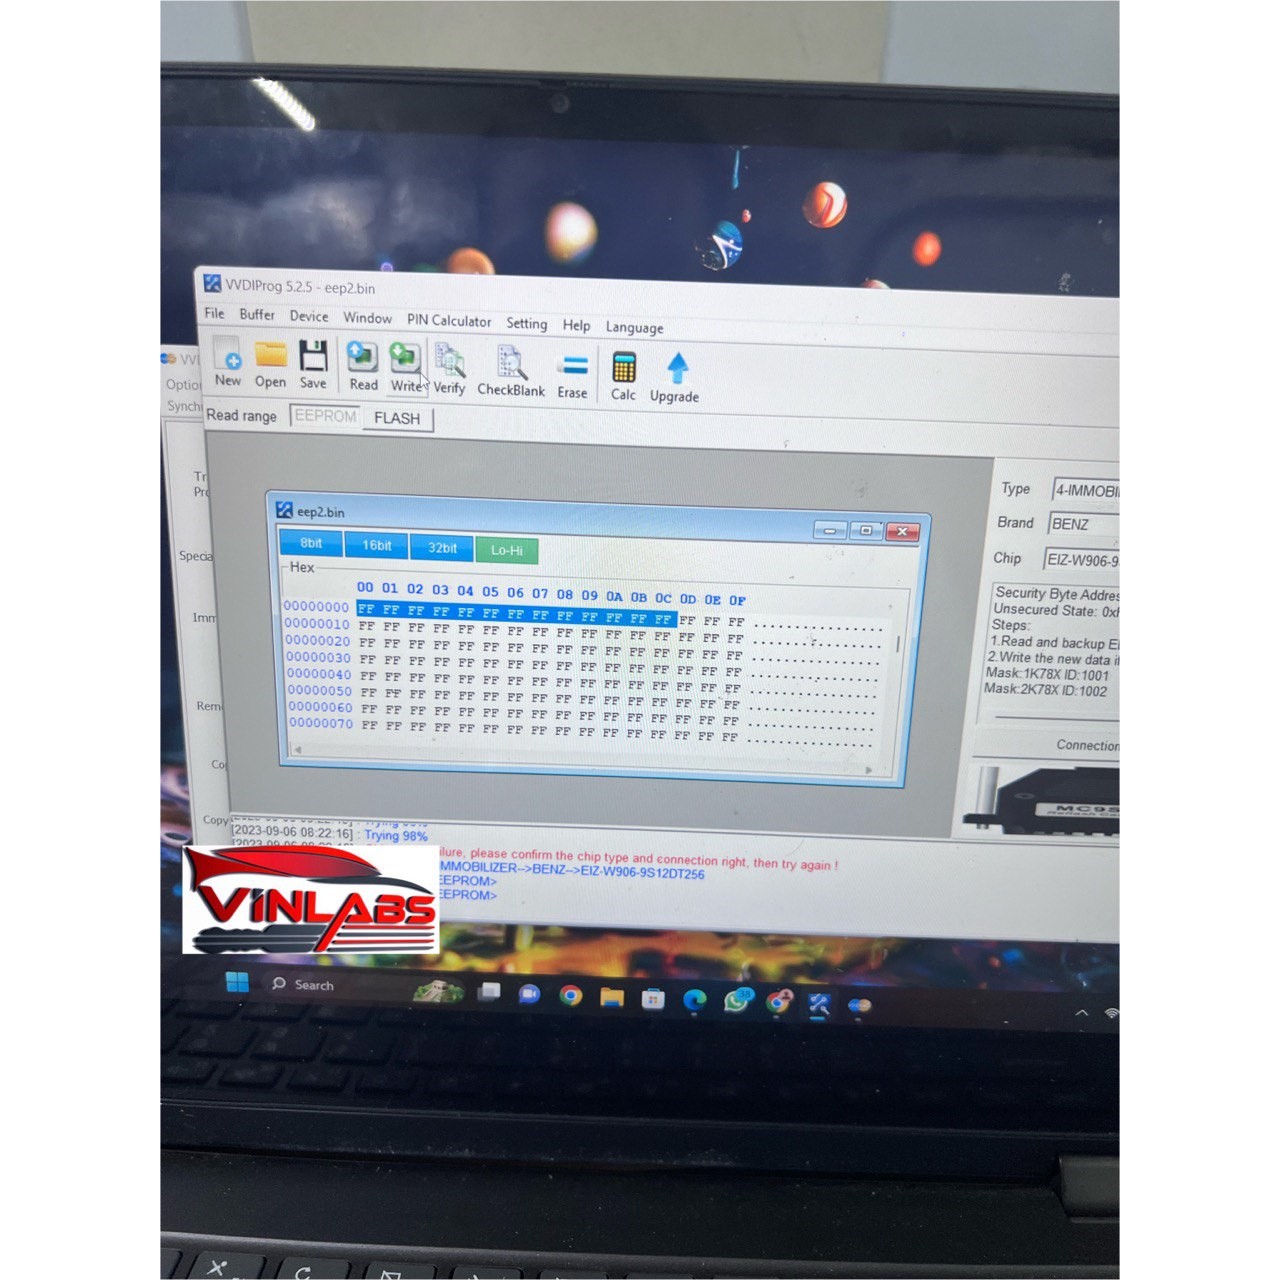 VVDIProg 5.2.5 - eep2.bin
File Buffer Device Window PIN Calculator Setting Help Language
New Open Save Read Write Verify CheckBlank Erase Calc Upgrade
Read range EEPROM FLASH
eep2.bin
8bit 16bit 32bit Lo-Hi
Hex
00 01 02 03 04 05 06 07 08 09 0A 0B 0C 0D 0E 0F
00000000 FF FF FF FF FF FF FF FF FF FF FF FF FF FF FF FF ................
00000010 FF FF FF FF FF FF FF FF FF FF FF FF FF FF FF FF ................
00000020 FF FF FF FF FF FF FF FF FF FF FF FF FF FF FF FF ................
00000030 FF FF FF FF FF FF FF FF FF FF FF FF FF FF FF FF ................
00000040 FF FF FF FF FF FF FF FF FF FF FF FF FF FF FF FF ................
00000050 FF FF FF FF FF FF FF FF FF FF FF FF FF FF FF FF ................
00000060 FF FF FF FF FF FF FF FF FF FF FF FF FF FF FF FF ................
00000070 FF FF FF FF FF FF FF FF FF FF FF FF FF FF FF FF ................
Type 4-IMMOBI
Brand BENZ
Chip EIZ-W906-9
Security Byte Addres
Unsecured State: 0x
Steps:
1.Read and backup E
2.Write the new data i
Mask:1K78X ID:1001
Mask:2K78X ID:1002
Connection
MC9S
VV
Optio
Synch
Tr
Pro
Specia
Imm
Rem
Co
Copy
[2023-09-06 08:22:16] : Trying 98%
ilure, please confirm the chip type and connection right, then try again !
MMOBILIZER-->BENZ-->EIZ-W906-9S12DT256
EEPROM>
EEPROM>
ViNLABS
Search
38